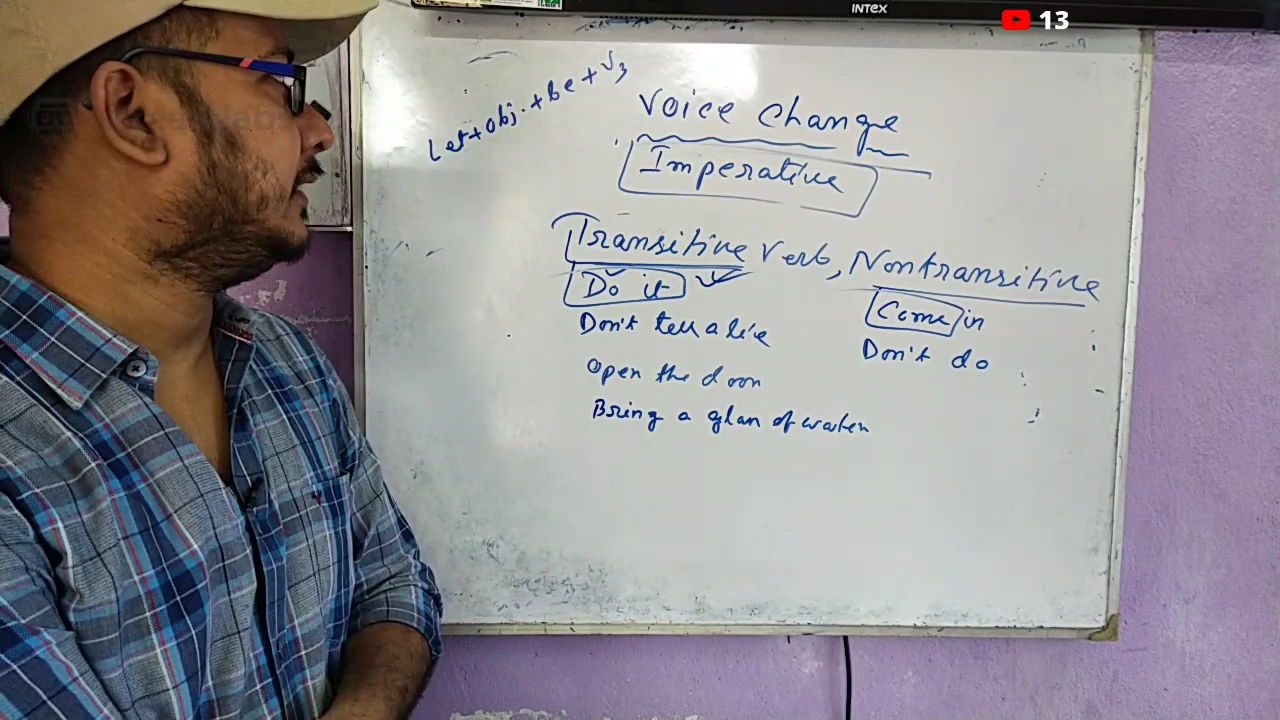 INTEX
13
Let + Obj. + be + V3
Voice Change
Imperative
Transitive Verb, Nontransitive
Do it
Come in
Don't tell a lie
Don't do
Open the door
Bring a glass of water